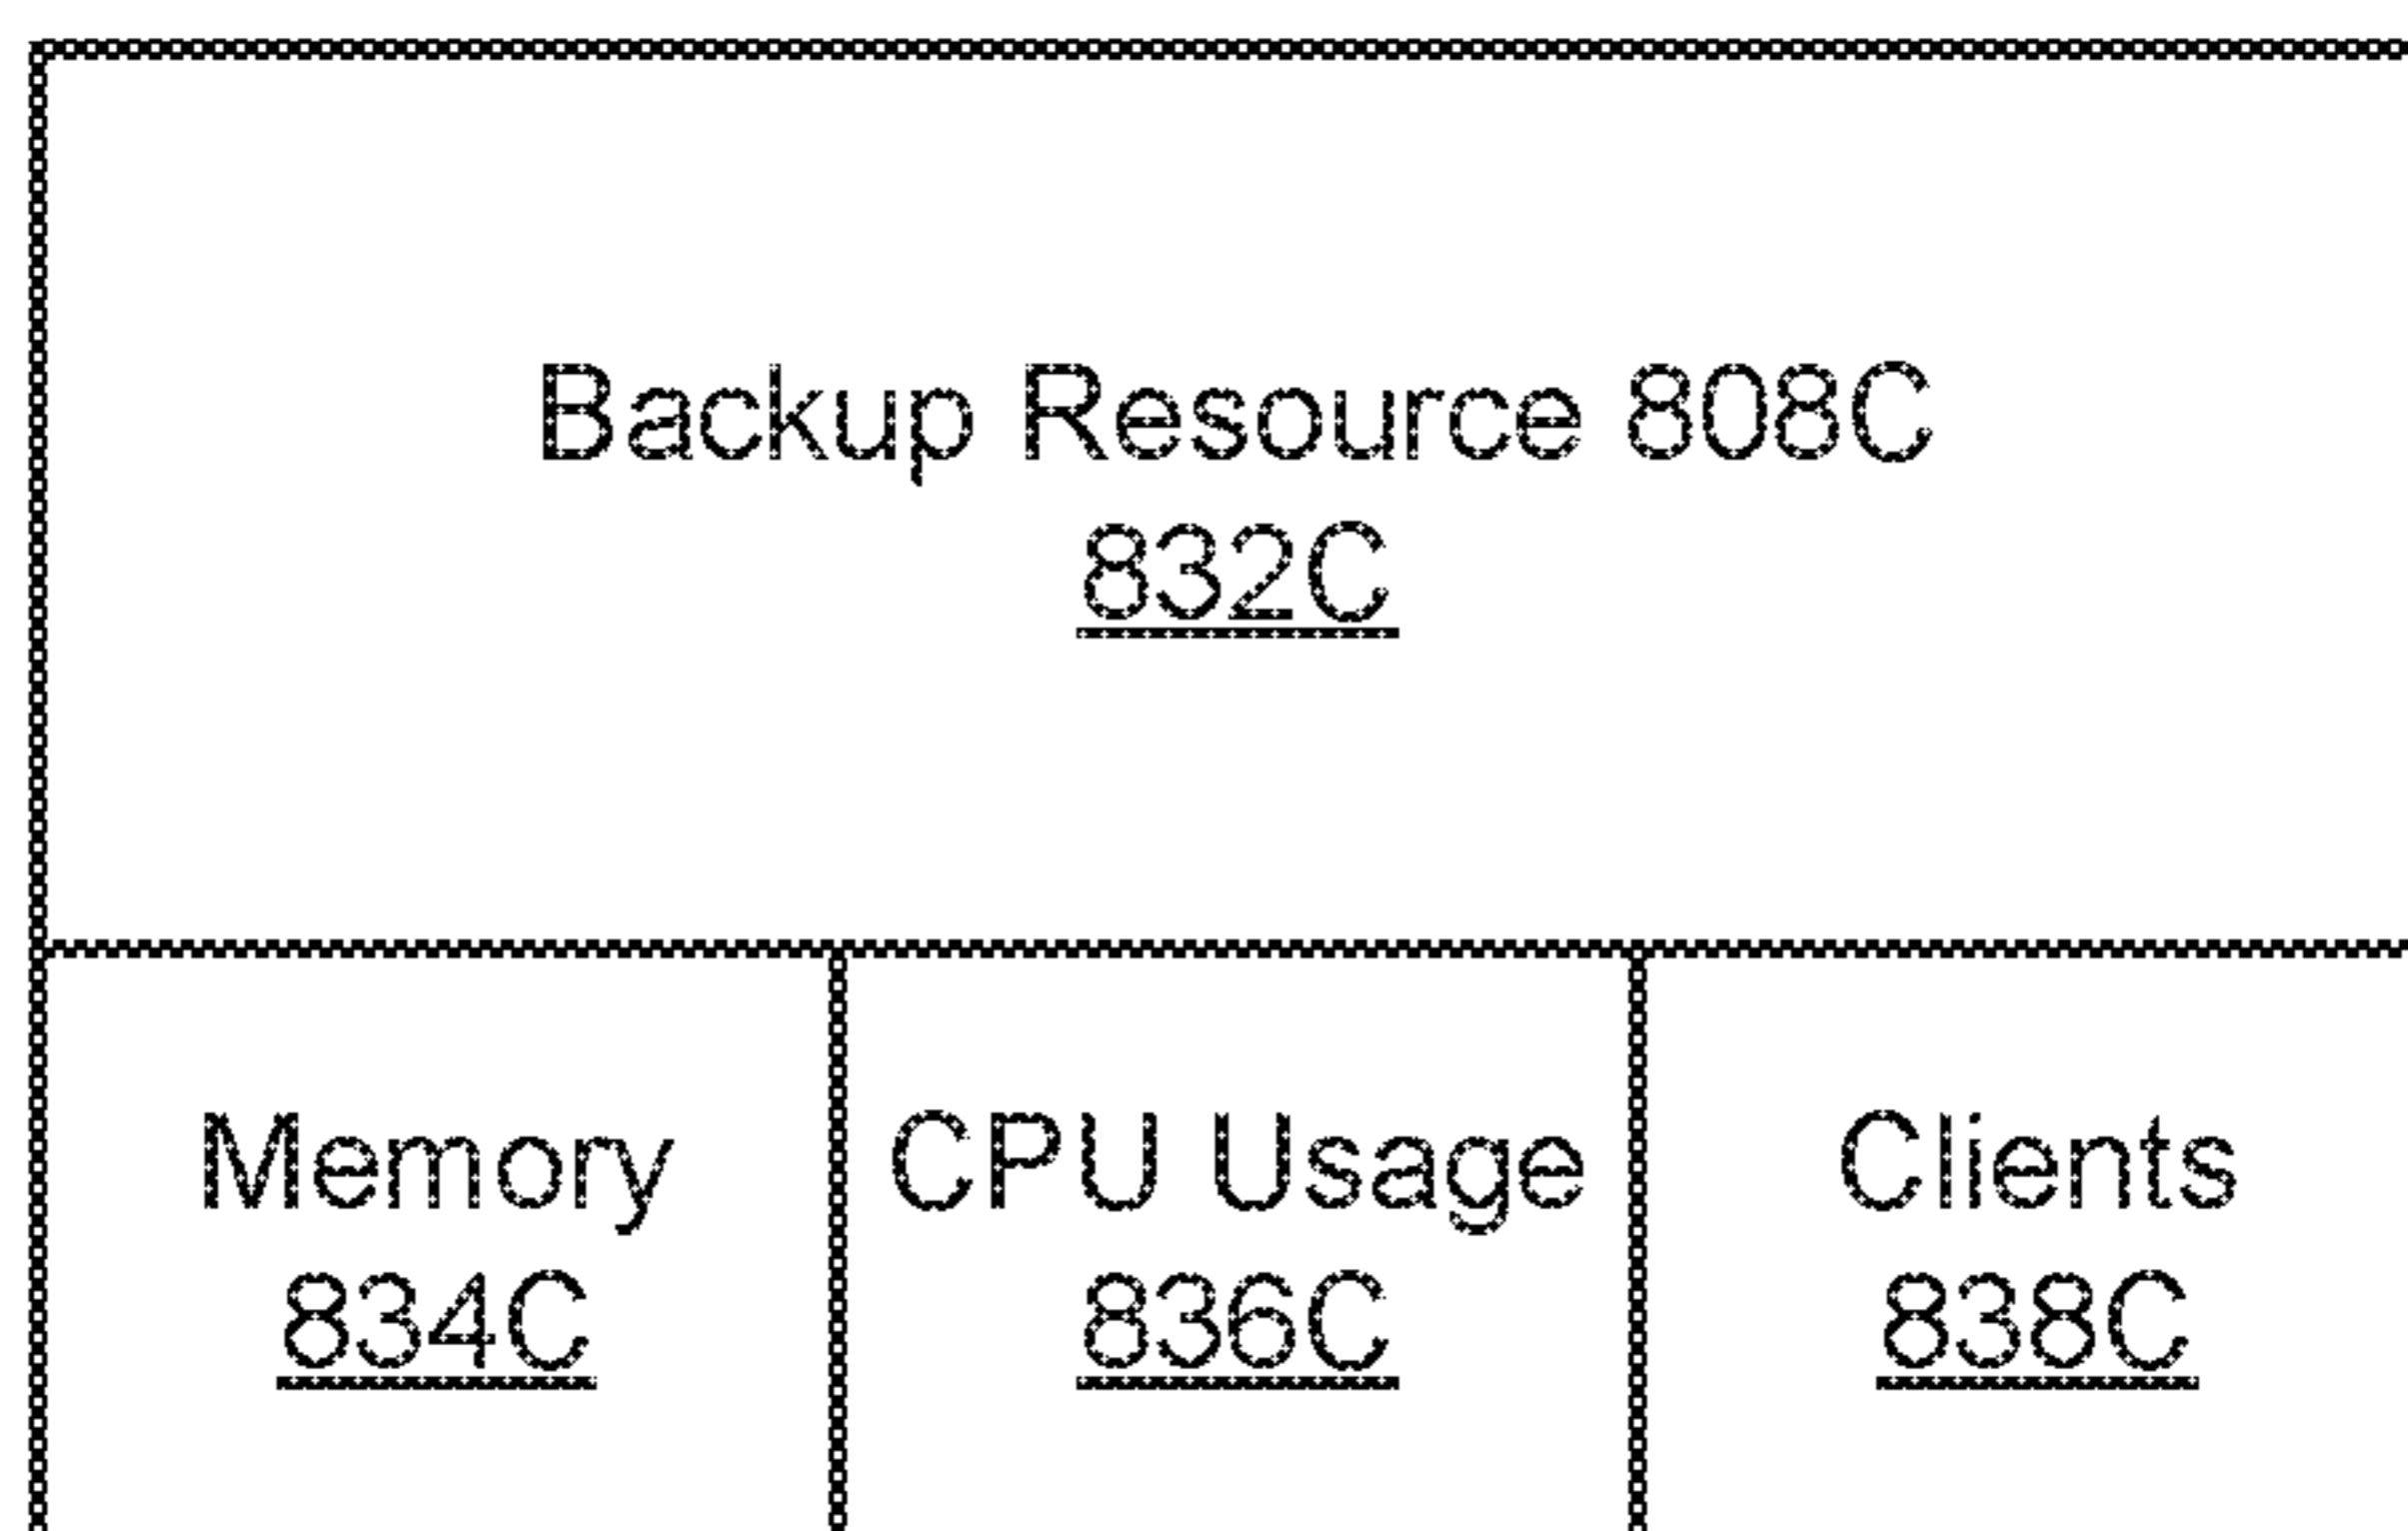 Backup Resource 808C
832C
Memory
834C
CPU Usage
836C
Clients
838C